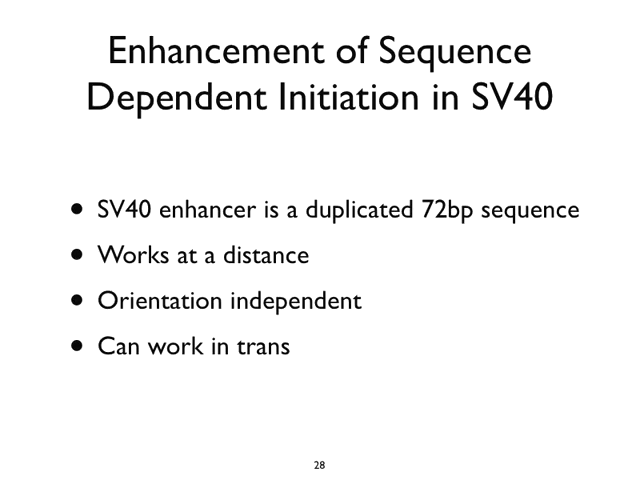 Enhancement of Sequence
Dependent Initiation in SV40
• SV40 enhancer is a duplicated 72bp sequence
• Works at a distance
• Orientation independent
• Can work in trans
28